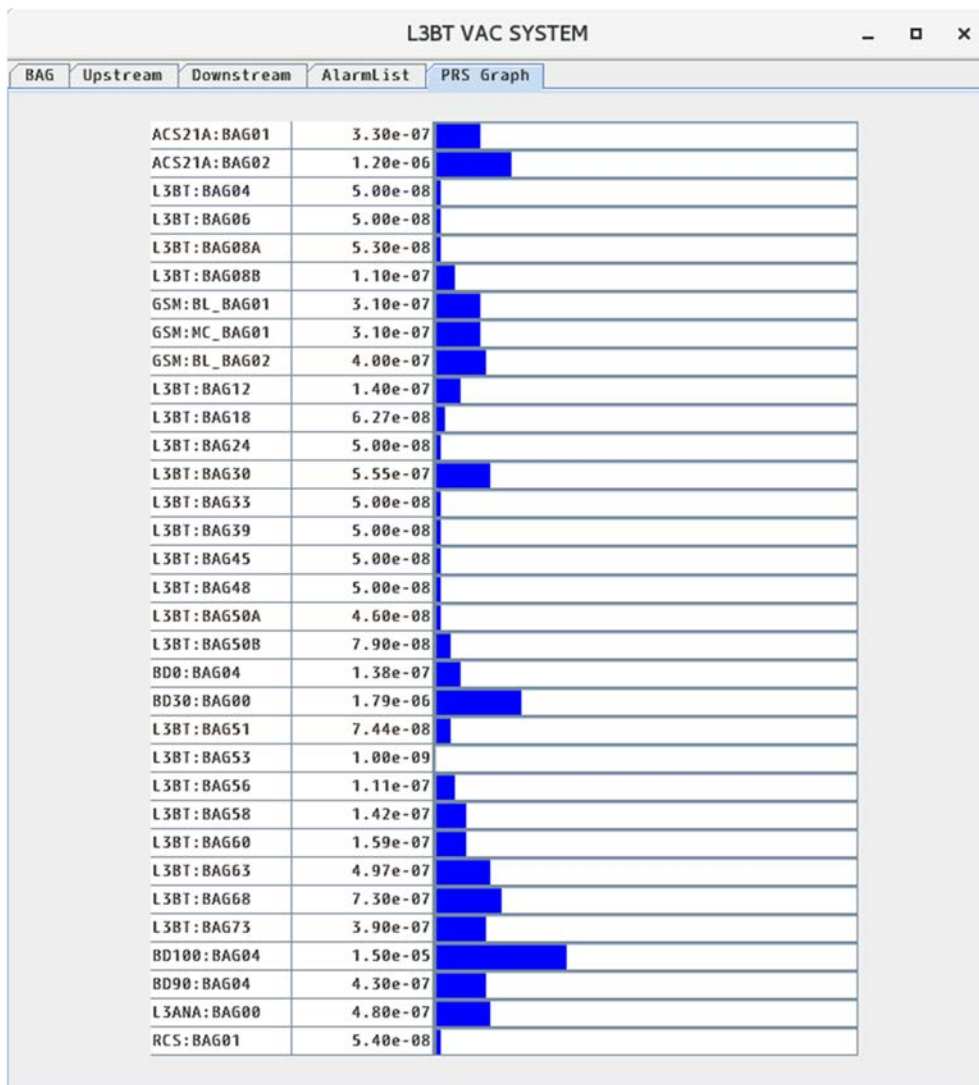 L3BT VAC SYSTEM
BAG Upstream Downstream AlarmList PRS Graph
ACS21A:BAG01 3.30e-07
ACS21A:BAG02 1.20e-06
L3BT:BAG04 5.00e-08
L3BT:BAG06 5.00e-08
L3BT:BAG08A 5.30e-08
L3BT:BAG08B 1.10e-07
GSM:BL_BAG01 3.10e-07
GSM:MC_BAG01 3.10e-07
GSM:BL_BAG02 4.00e-07
L3BT:BAG12 1.40e-07
L3BT:BAG18 6.27e-08
L3BT:BAG24 5.00e-08
L3BT:BAG30 5.55e-07
L3BT:BAG33 5.00e-08
L3BT:BAG39 5.00e-08
L3BT:BAG45 5.00e-08
L3BT:BAG48 5.00e-08
L3BT:BAG50A 4.60e-08
L3BT:BAG50B 7.90e-08
BD0:BAG04 1.38e-07
BD30:BAG00 1.79e-06
L3BT:BAG51 7.44e-08
L3BT:BAG53 1.00e-09
L3BT:BAG56 1.11e-07
L3BT:BAG58 1.42e-07
L3BT:BAG60 1.59e-07
L3BT:BAG63 4.97e-07
L3BT:BAG68 7.30e-07
L3BT:BAG73 3.90e-07
BD100:BAG04 1.50e-05
BD90:BAG04 4.30e-07
L3ANA:BAG00 4.80e-07
RCS:BAG01 5.40e-08